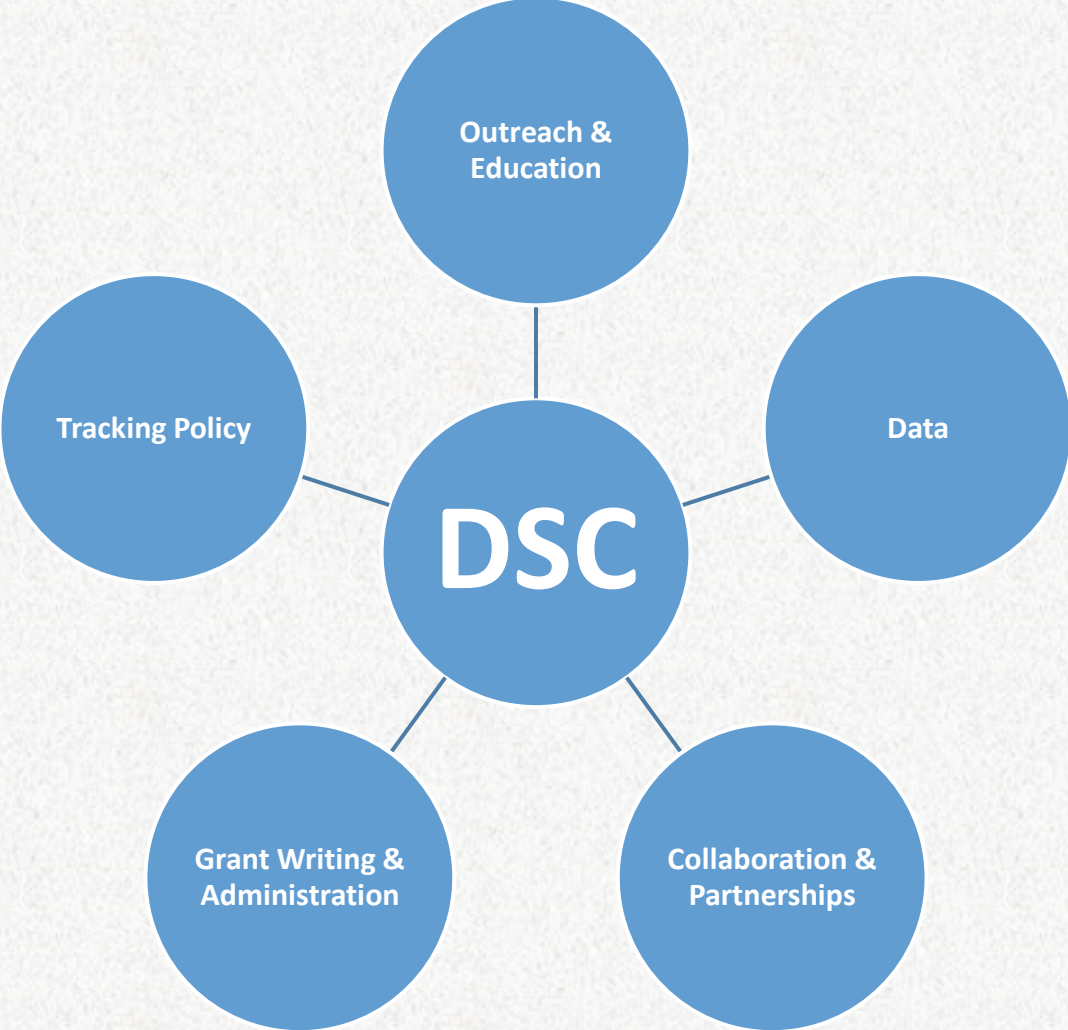 Outreach &
Education
Tracking Policy
Data
DSC
Grant Writing &
Administration
Collaboration &
Partnerships